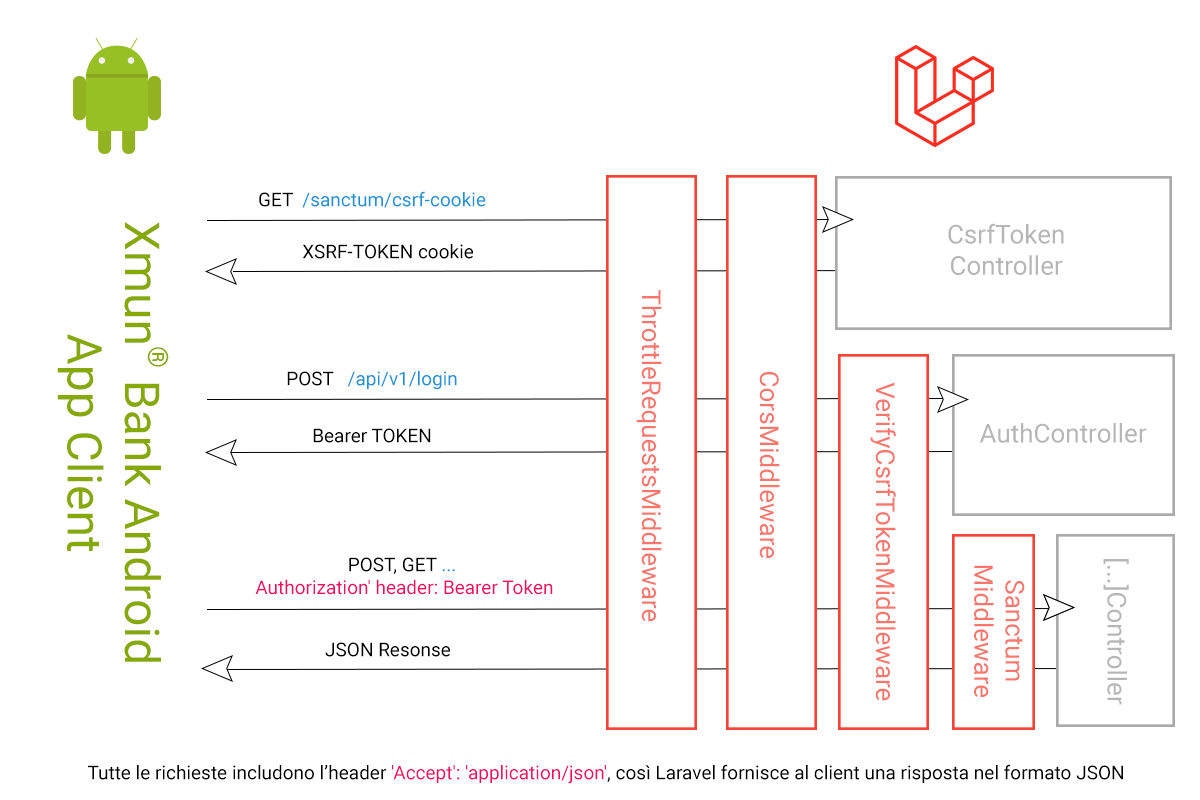 GET /sanctum/csrf-cookie
XSRF-TOKEN cookie
CsrfToken
Controller
Xmun® Bank Android
App Client
POST /api/v1/login
Bearer TOKEN
ThrottleRequestsMiddleware
CorsMiddleware
VerifyCsrfTokenMiddleware
AuthController
POST, GET ...
Authorization' header: Bearer Token
JSON Resonse
Sanctum
Middleware
[...]Controller
Tutte le richieste includono l’header 'Accept': 'application/json', così Laravel fornisce al client una risposta nel formato JSON